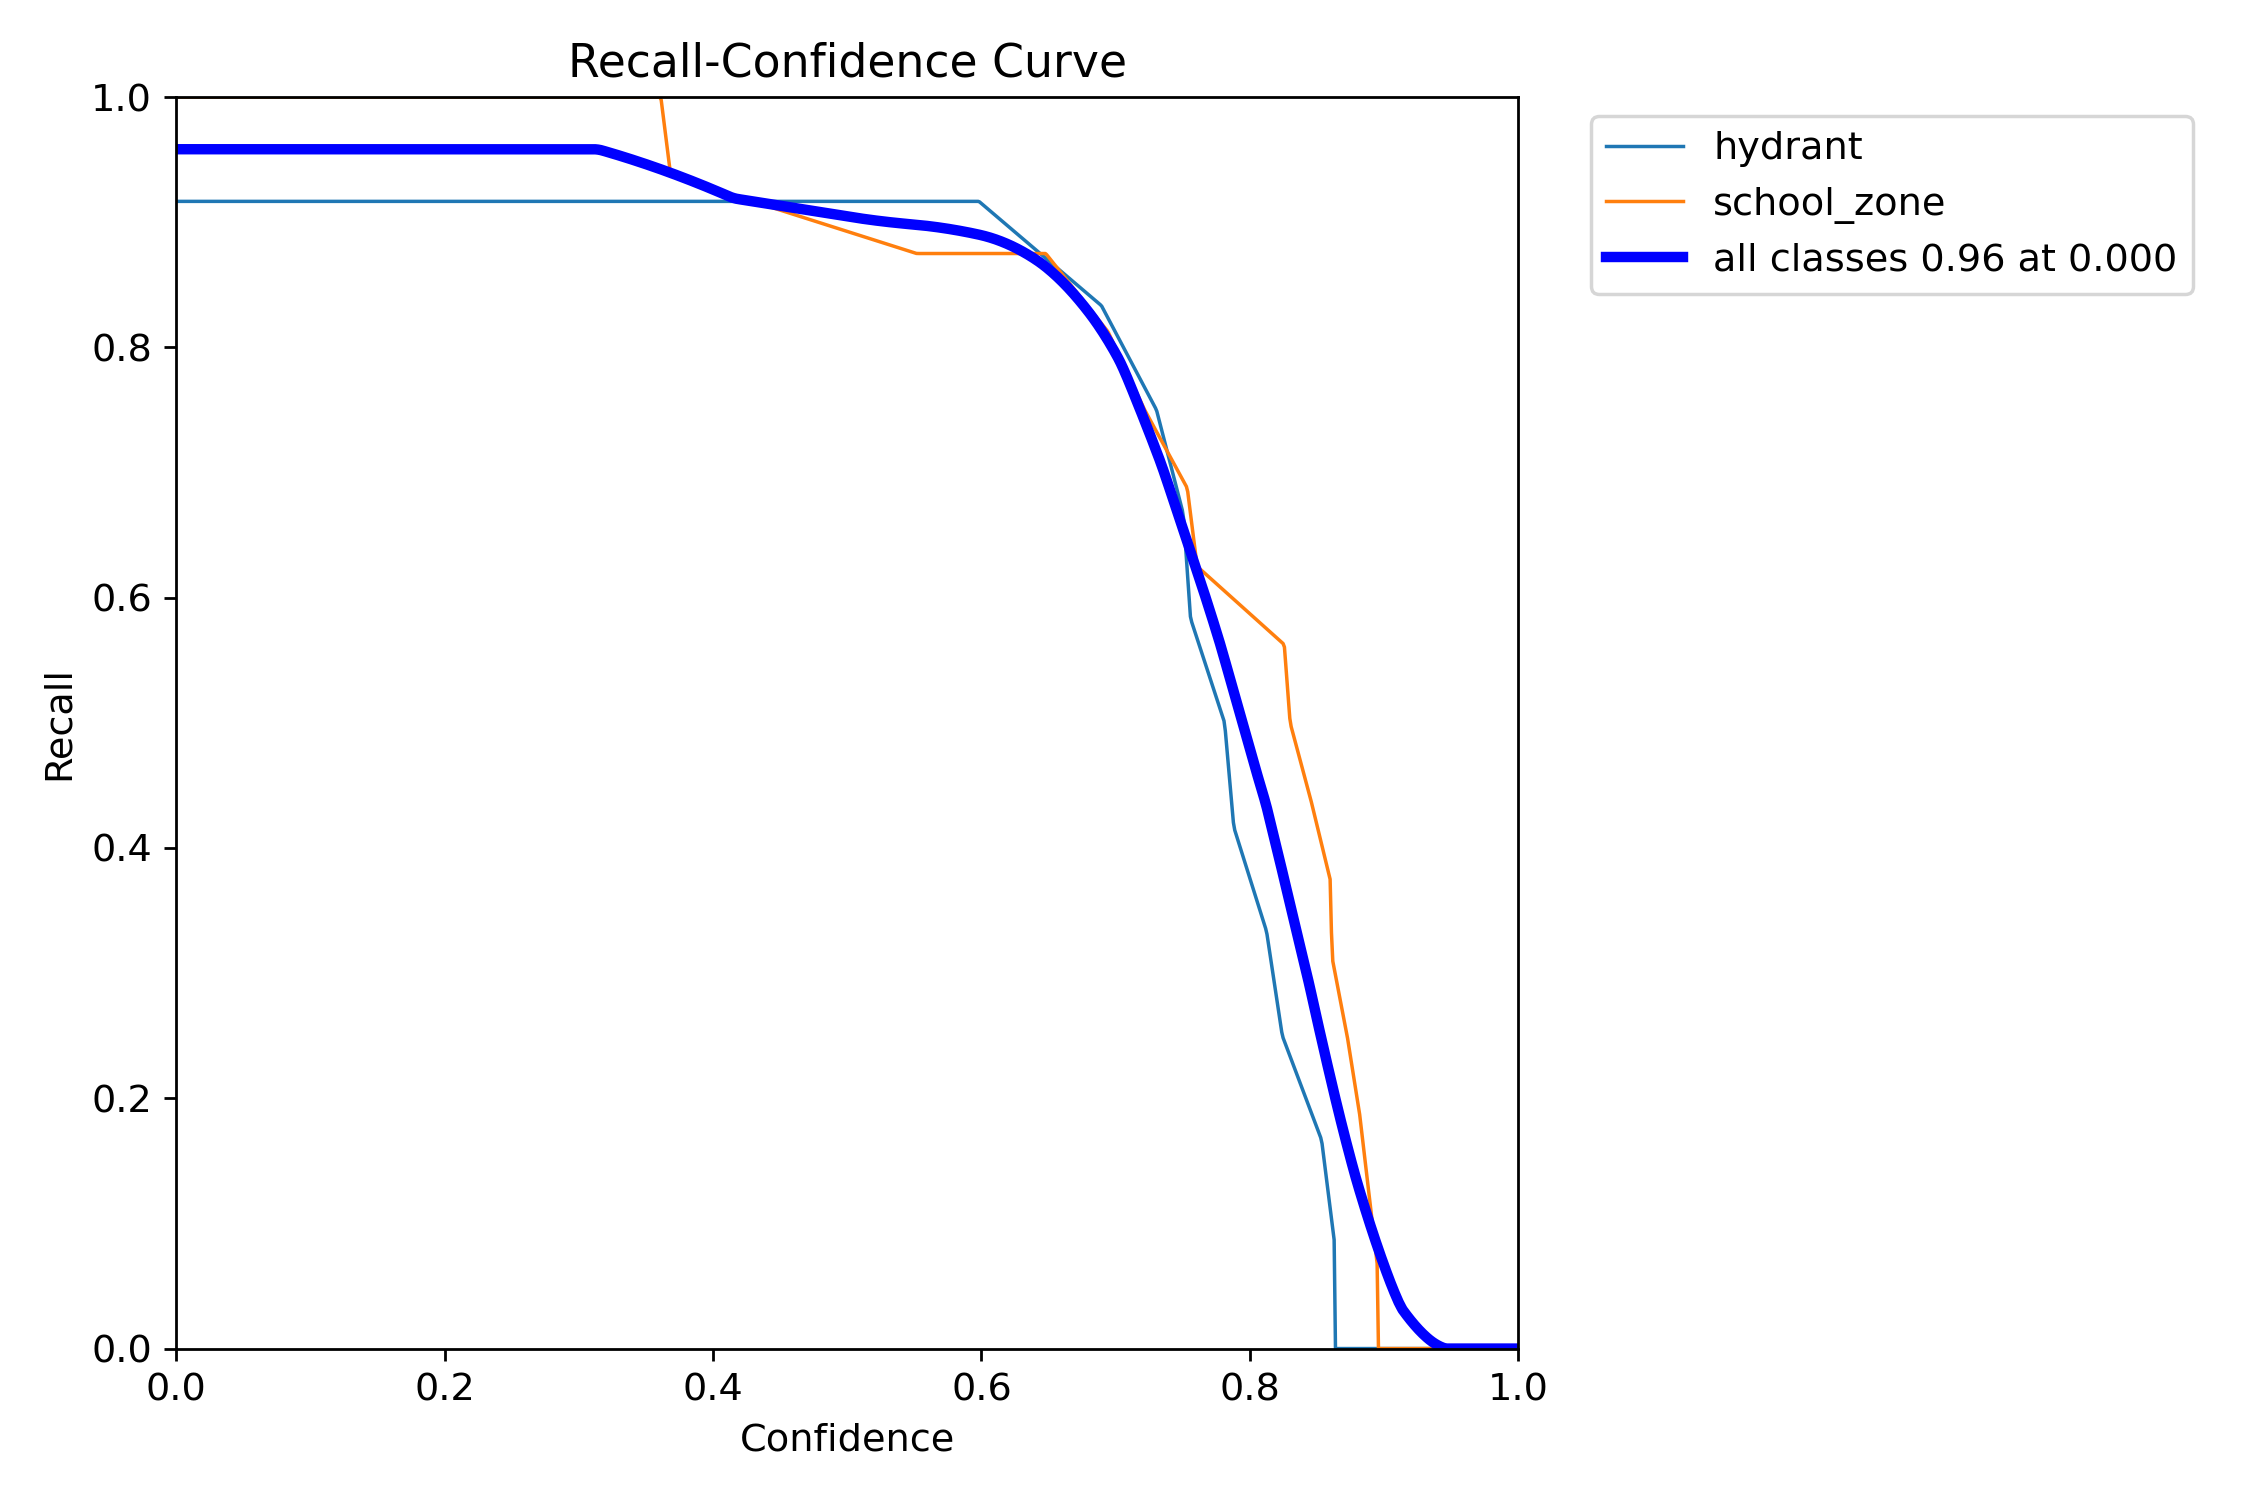 Recall-Confidence Curve
1.0
0.8
0.6
0.4
0.2
0.0
Recall
0.0 0.2 0.4 0.6 0.8 1.0
Confidence
hydrant
school_zone
all classes 0.96 at 0.000